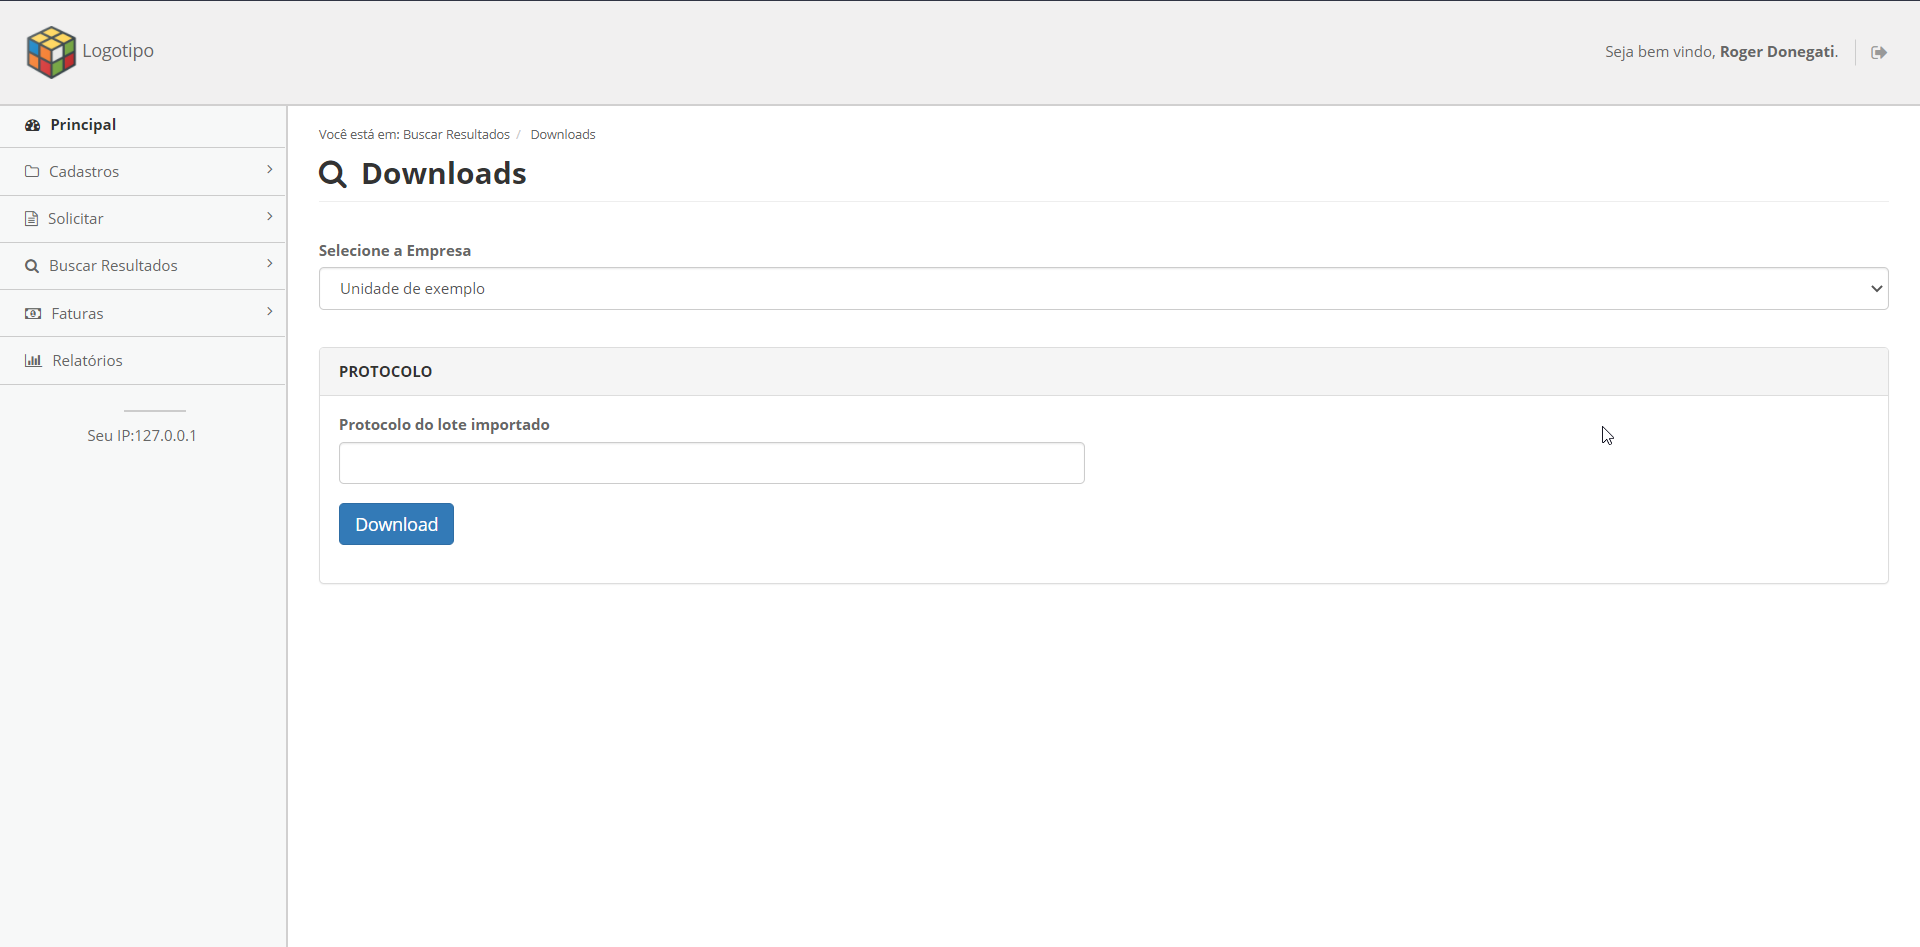 Logotipo
Seja bem vindo, Roger Donegati.
Principal
Cadastros
Solicitar
Buscar Resultados
Faturas
Relatórios
Seu IP:127.0.0.1
Você está em: Buscar Resultados / Downloads
Downloads
Selecione a Empresa
Unidade de exemplo
PROTOCOLO
Protocolo do lote importado
Download